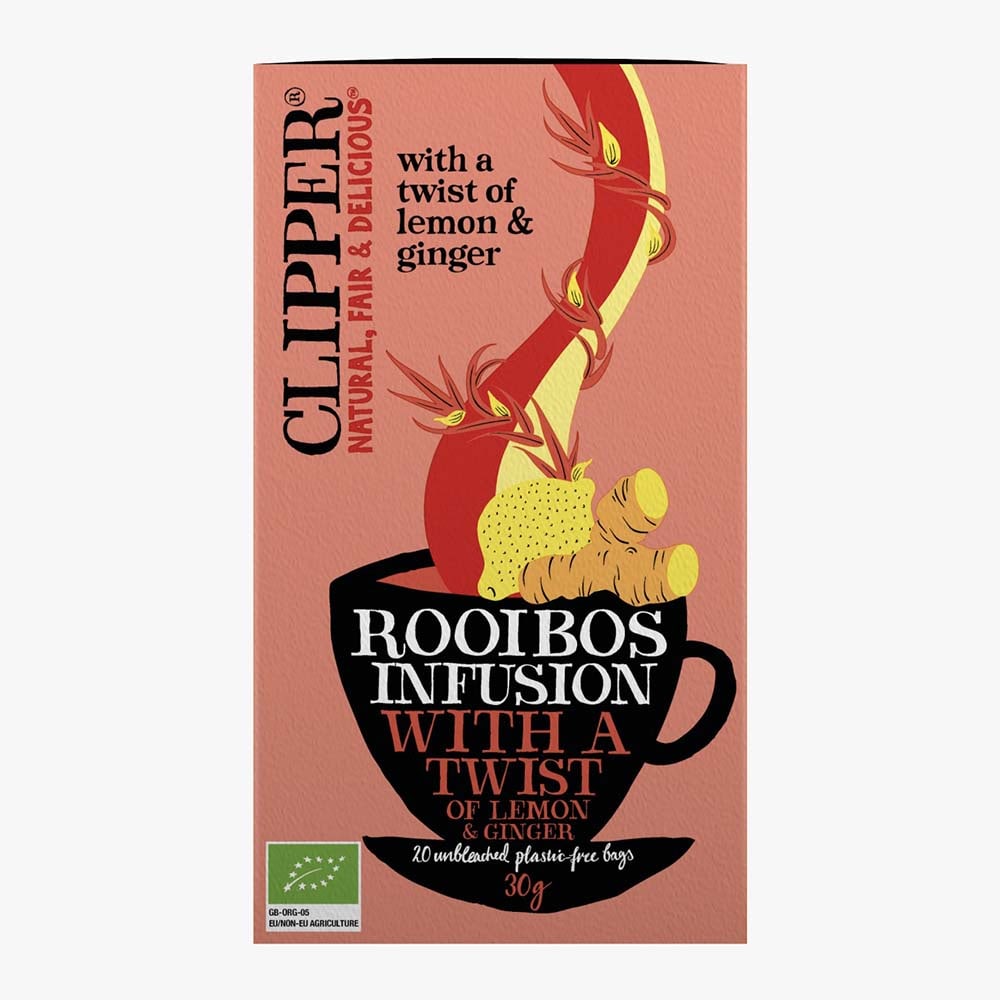 CLIPPER®
NATURAL, FAIR & DELICIOUS™
with a
twist of
lemon &
ginger
ROOIBOS
INFUSION
WITH A
TWIST
OF LEMON
& GINGER
20 unbleached plastic-free bags
30g
GB-ORG-05
EU/NON-EU AGRICULTURE